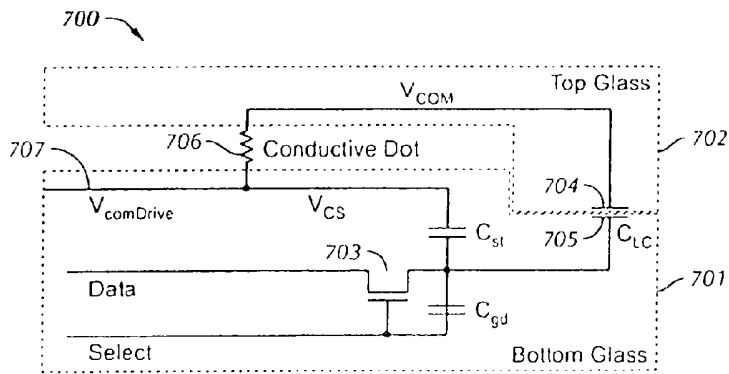 700
Top Glass
V_COM
706
Conductive Dot
707
702
V_comDrive
V_CS
704
705
C_LC
C_st
703
Data
C_gd
701
Select
Bottom Glass